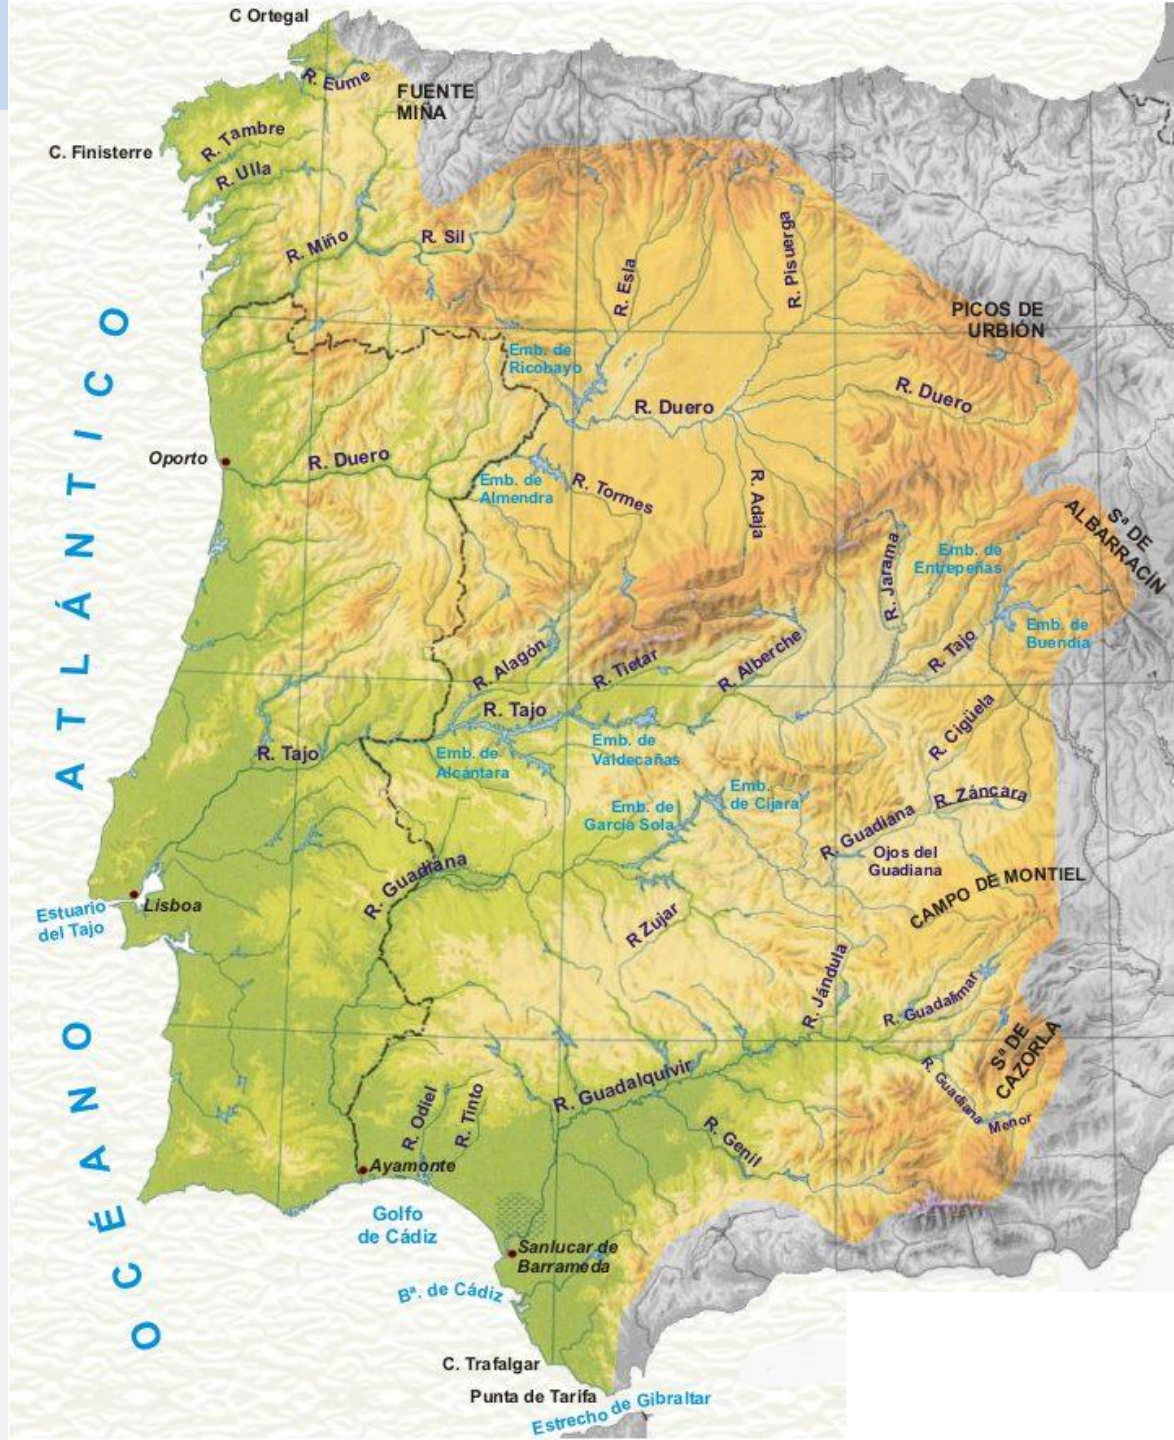 C Ortegal
R. Eume
FUENTE
MIÑA
R. Tambre
C. Finisterre
R. Ulla
R. Miño
R. Sil
R. Esla
R. Pisuerga
PICOS DE
URBIÓN
Emb. de
Ricobayo
R. Duero
R. Duero
Oporto
R. Duero
Emb. de
Almendra
R. Tormes
R. Adaja
Sª DE
ALBARRACÍN
R. Jarama
Emb. de
Entrepeñas
Emb. de
Buendía
R. Alagón
R. Tietar
R. Alberche
R. Tajo
R. Tajo
R. Tajo
Emb. de
Alcántara
Emb. de
Valdecañas
R. Cigüela
Emb. de
García Sola
Emb.
de Cijara
R. Záncara
R. Guadiana
Ojos del
Guadiana
R. Guadiana
CAMPO DE MONTIEL
Estuario
del Tajo
Lisboa
R Zujar
R. Jándula
R. Guadalimar
Sª DE
CAZORLA
R. Guadiana Menor
R. Guadalquivir
R. Odiel
R. Tinto
R. Genil
Ayamonte
Golfo
de Cádiz
Sanlucar de
Barrameda
Bª. de Cádiz
C. Trafalgar
Punta de Tarifa
Estrecho de Gibraltar
OCÉANO ATLÁNTICO